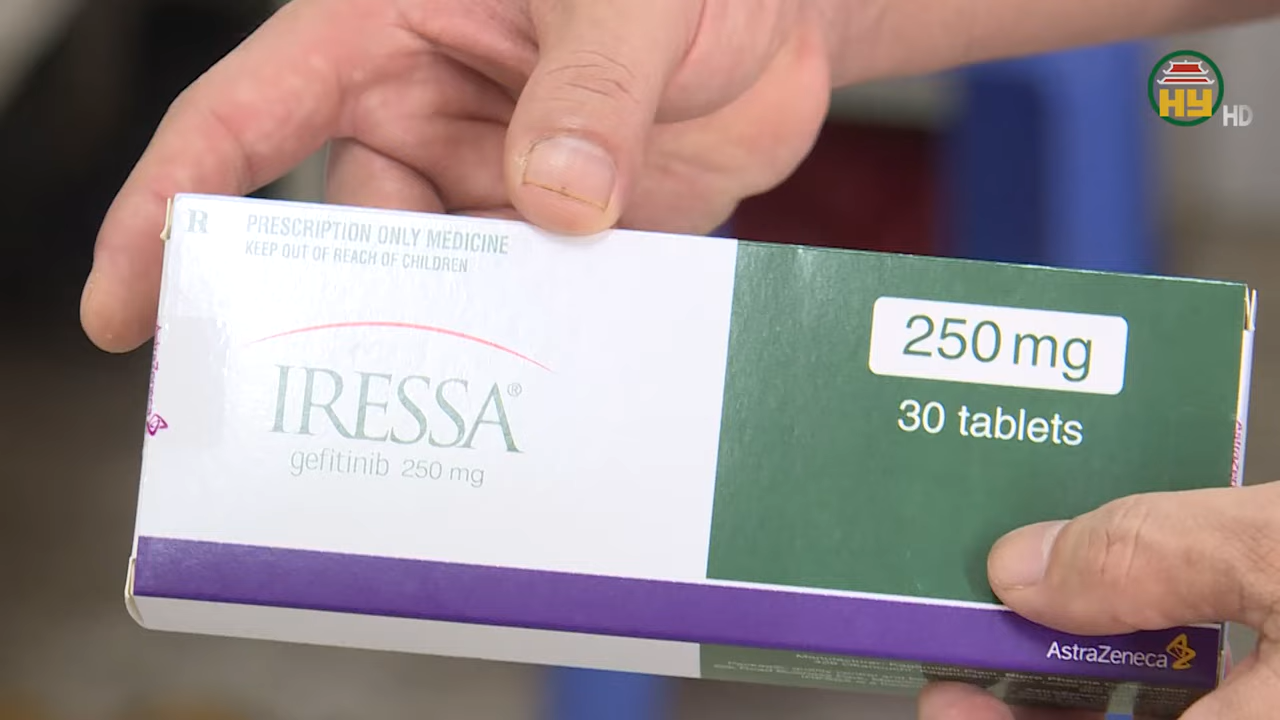 HY HD
R PRESCRIPTION ONLY MEDICINE
KEEP OUT OF REACH OF CHILDREN
250 mg
30 tablets
IRESSA®
gefitinib 250 mg
AstraZeneca
AstraZeneca